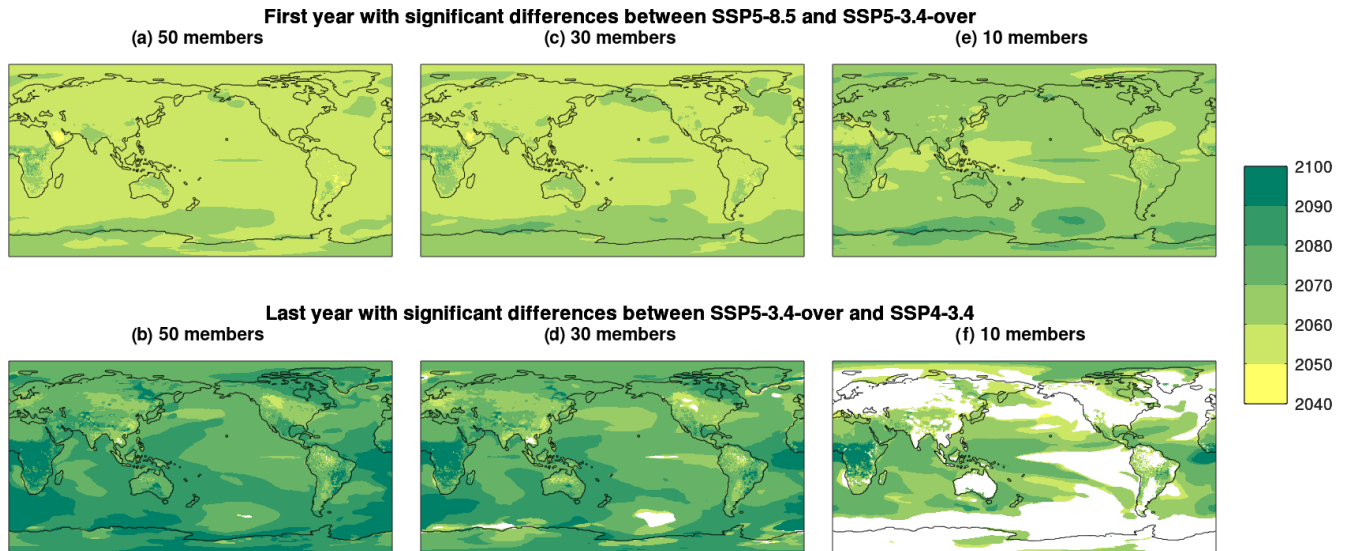 First year with significant differences between SSP5-8.5 and SSP5-3.4-over
(a) 50 members
(c) 30 members
(e) 10 members
2100
2090
2080
2070
2060
2050
2040
Last year with significant differences between SSP5-3.4-over and SSP4-3.4
(b) 50 members
(d) 30 members
(f) 10 members